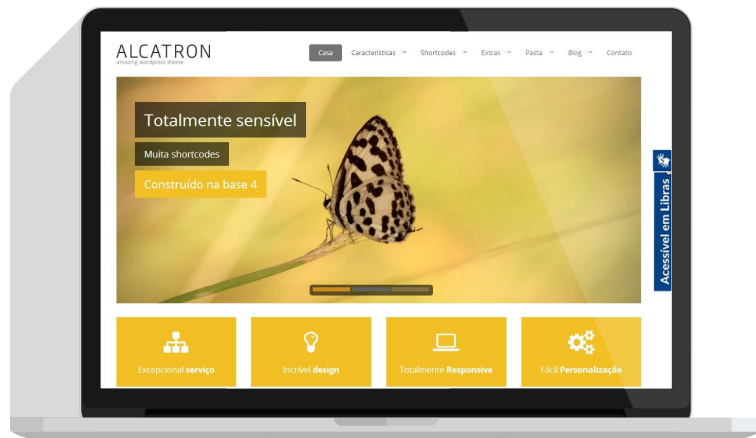 ALCATRON
amazing wordpress theme
Casa Características Shortcodes Extras Pasta Blog Contato
Totalmente sensível
Muita shortcodes
Construído na base 4
Acessível em Libras
Excepcional serviço
Incrível design
Totalmente Responsive
Fácil Personalização